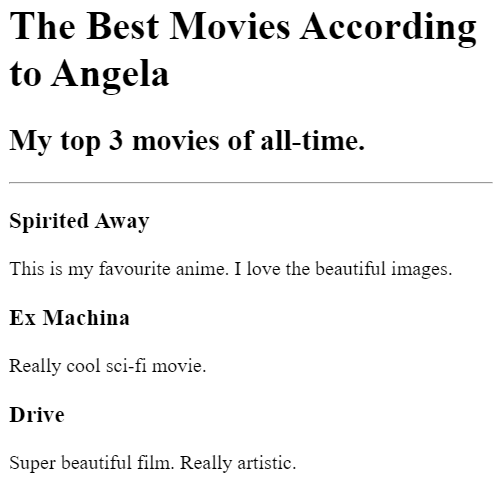 The Best Movies According
to Angela
My top 3 movies of all-time.
Spirited Away
This is my favourite anime. I love the beautiful images.
Ex Machina
Really cool sci-fi movie.
Drive
Super beautiful film. Really artistic.